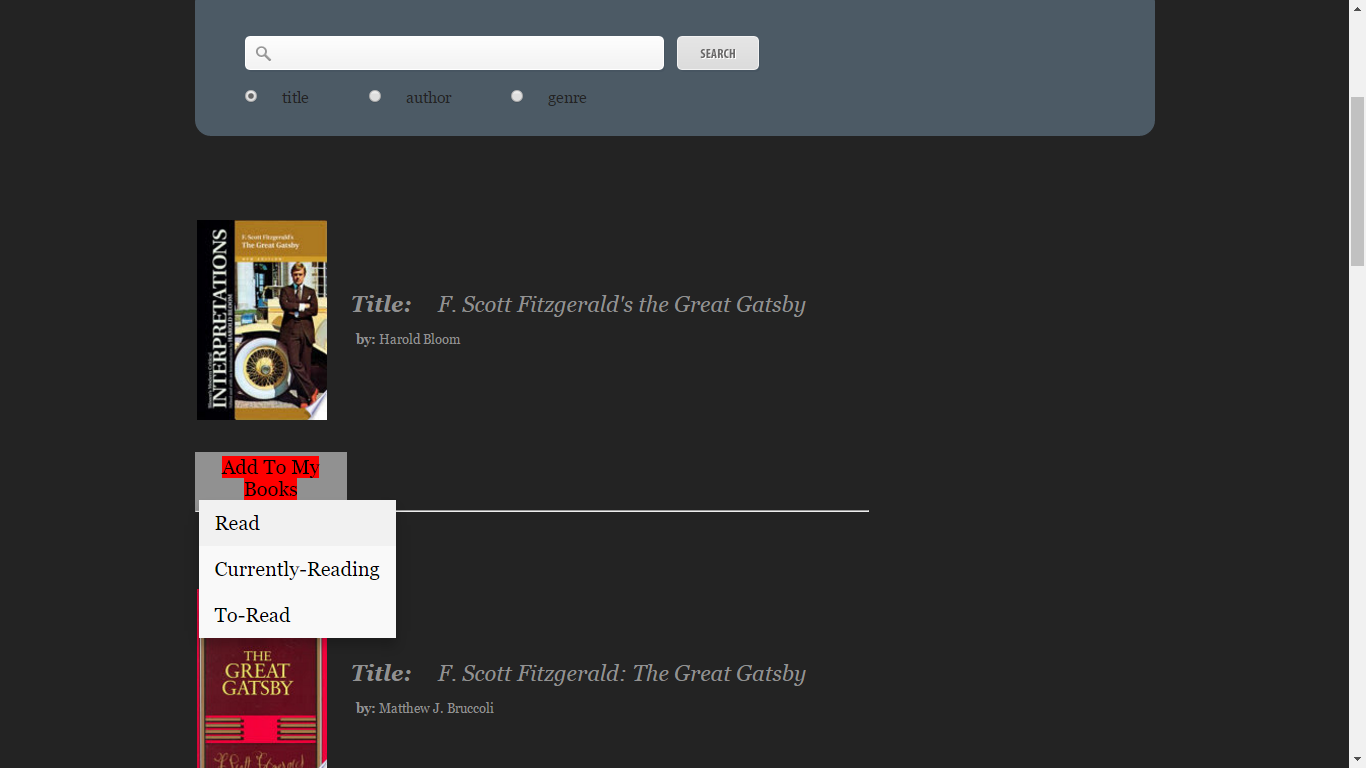 SEARCH
title author genre
F. Scott Fitzgerald's
The Great Gatsby
NEW EDITION
INTERPRETATIONS
Title: F. Scott Fitzgerald's the Great Gatsby
by: Harold Bloom
Add To My
Books
Read
Currently-Reading
To-Read
THE
GREAT
GATSBY
Title: F. Scott Fitzgerald: The Great Gatsby
by: Matthew J. Bruccoli